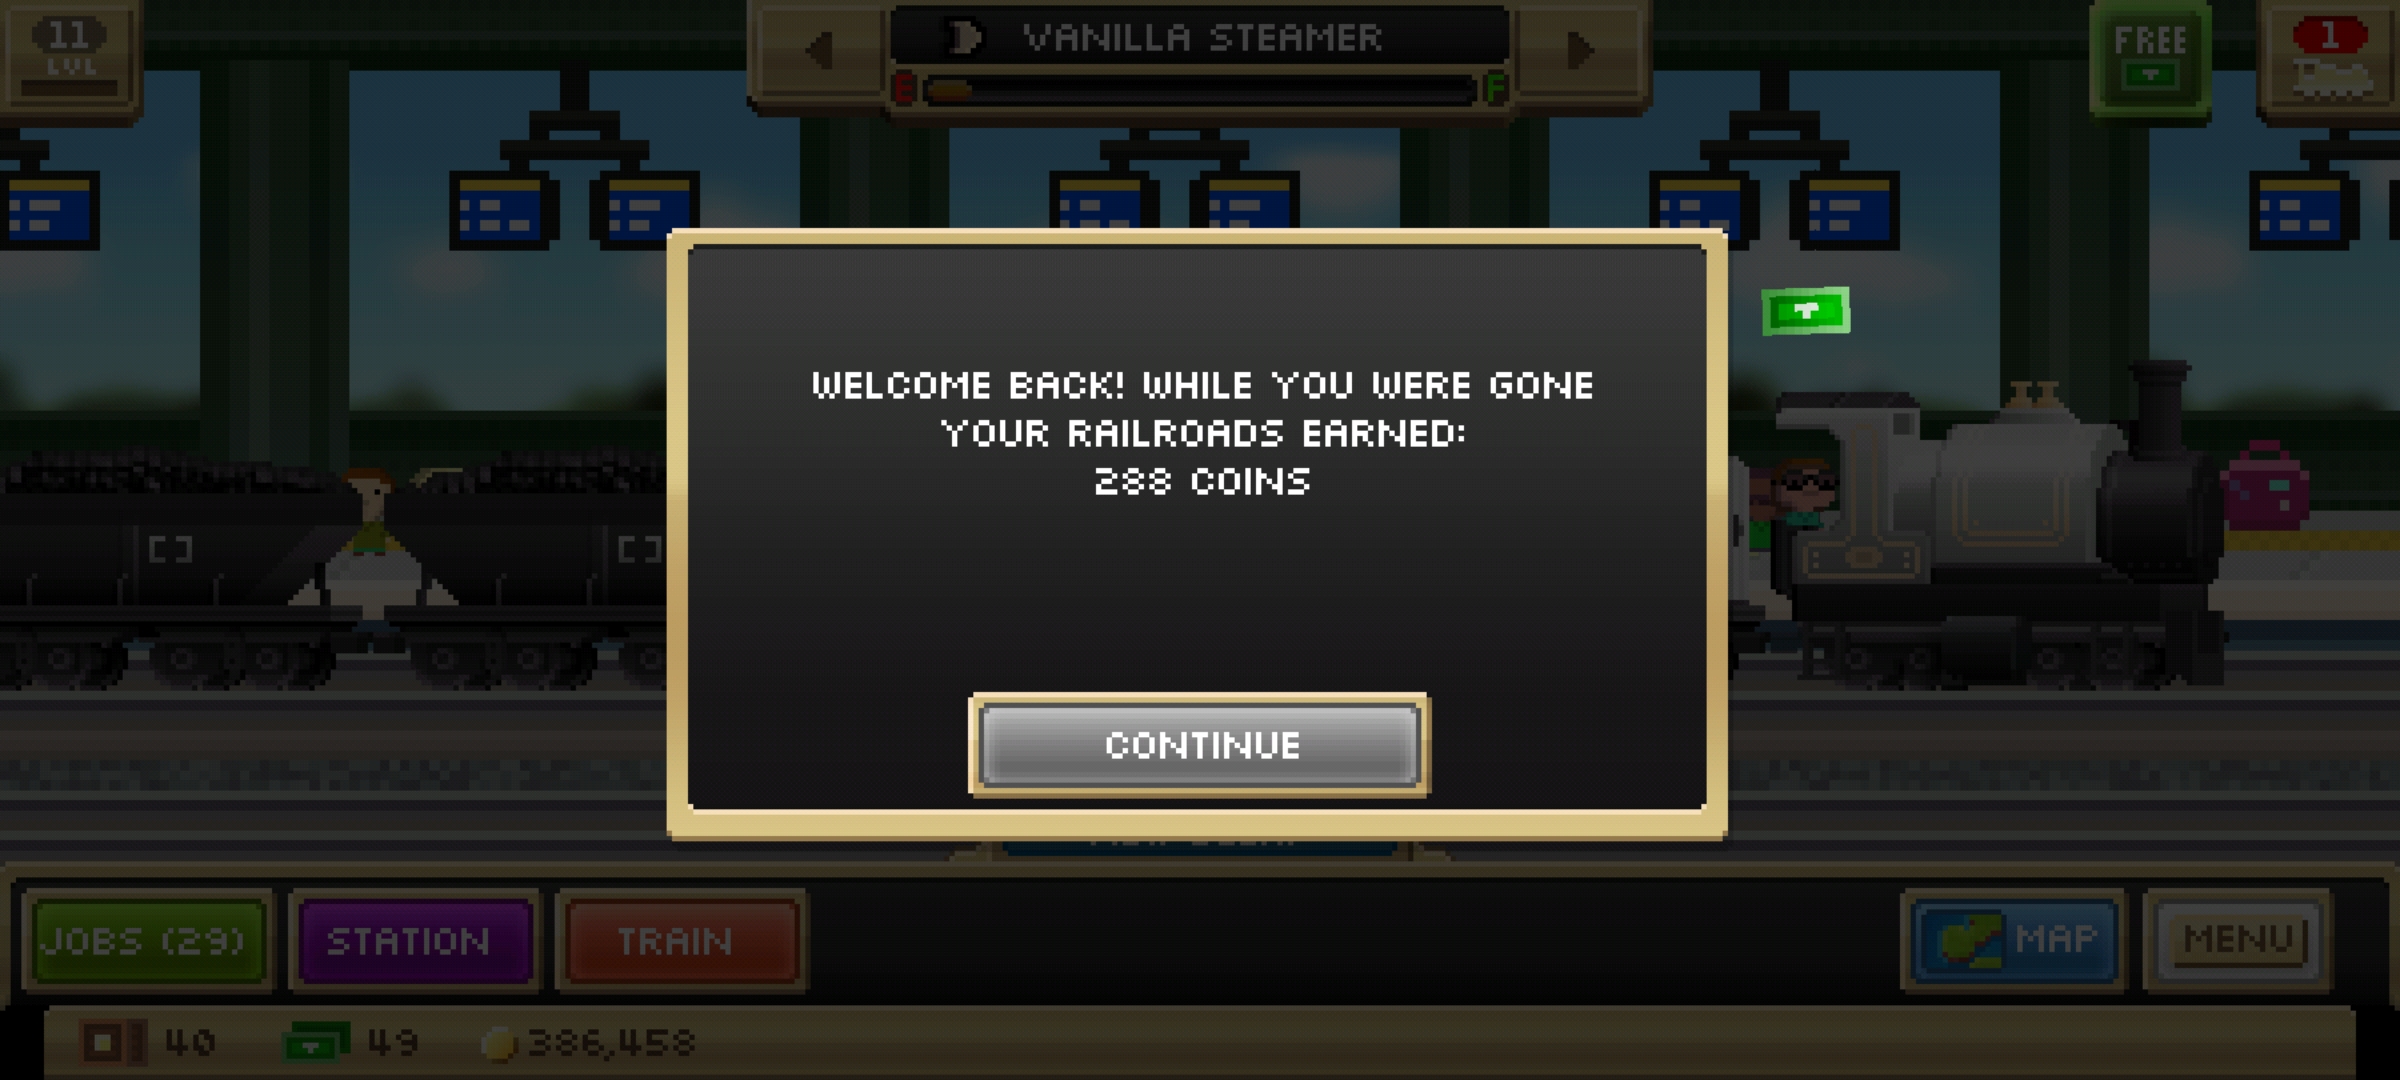 11
LVL
VANILLA STEAMER
E
F
FREE
1
WELCOME BACK! WHILE YOU WERE GONE
YOUR RAILROADS EARNED:
288 COINS
CONTINUE
JOBS (29)
STATION
TRAIN
MAP
MENU
40
49
386,458